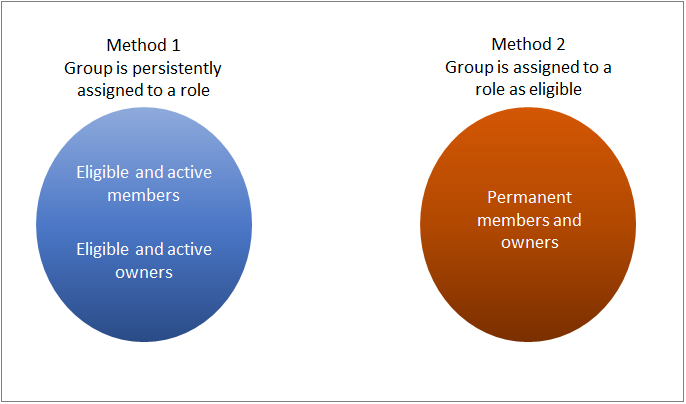 Method 1
Group is persistently
assigned to a role
Eligible and active
members
Eligible and active
owners
Method 2
Group is assigned to a
role as eligible
Permanent
members and
owners